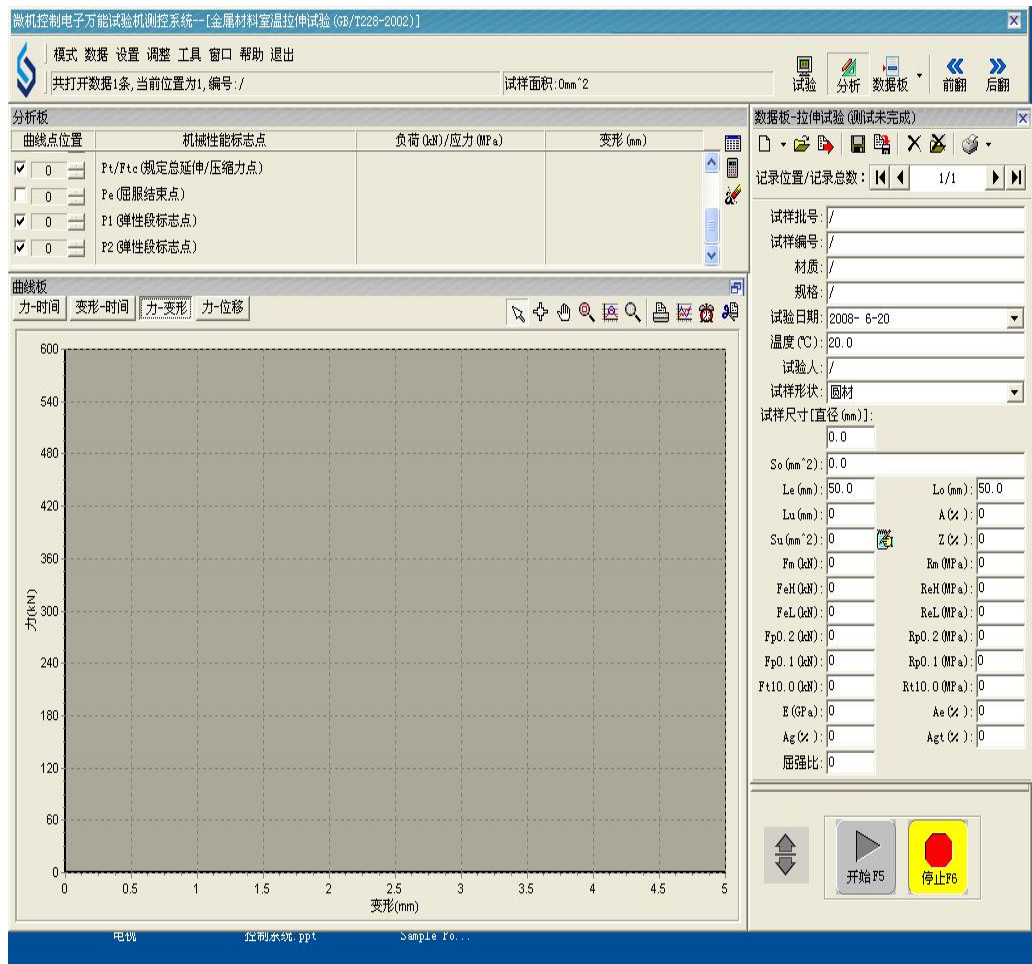 微机控制电子万能试验机测控系统--[金属材料室温拉伸试验(GB/T228-2002)]
模式 数据 设置 调整 工具 窗口 帮助 退出
共打开数据1条,当前位置为1,编号:/
试样面积:0mm^2
试验 分析 数据板 前翻 后翻
分析板
曲线点位置 机械性能标志点 负荷(kN)/应力(MPa) 变形(mm)
0 Pt/Ftc(规定总延伸/压缩力点)
0 Pe(屈服结束点)
0 P1(弹性段标志点)
0 P2(弹性段标志点)
曲线板
力-时间 变形-时间 力-变形 力-位移
600
540
480
420
360
300
240
180
120
60
0
力(kN)
0 0.5 1 1.5 2 2.5 3 3.5 4 4.5 5
变形(mm)
数据板-拉伸试验(测试未完成)
记录位置/记录总数: 1/1
试样批号: /
试样编号: /
材质: /
规格: /
试验日期: 2008- 6-20
温度(℃): 20.0
试验人: /
试样形状: 圆材
试样尺寸[直径(mm)]:
0.0
So(mm^2): 0.0
Le(mm): 50.0 Lo(mm): 50.0
Lu(mm): 0 A(%): 0
Su(mm^2): 0 Z(%): 0
Fm(kN): 0 Rm(MPa): 0
FeH(kN): 0 ReH(MPa): 0
FeL(kN): 0 ReL(MPa): 0
Fp0.2(kN): 0 Rp0.2(MPa): 0
Fp0.1(kN): 0 Rp0.1(MPa): 0
Ft10.0(kN): 0 Rt10.0(MPa): 0
E(GPa): 0 Ae(%): 0
Ag(%): 0 Agt(%): 0
屈强比: 0
开始F5 停止F6
电视 控制系统.ppt Sample Po...